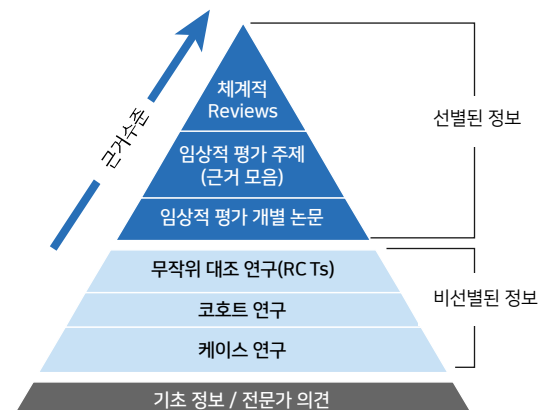 체계적
Reviews
근거수준
선별된 정보
임상적 평가 주제
(근거 모음)
임상적 평가 개별 논문
무작위 대조 연구(RC Ts)
비선별된 정보
코호트 연구
케이스 연구
기초 정보 / 전문가 의견